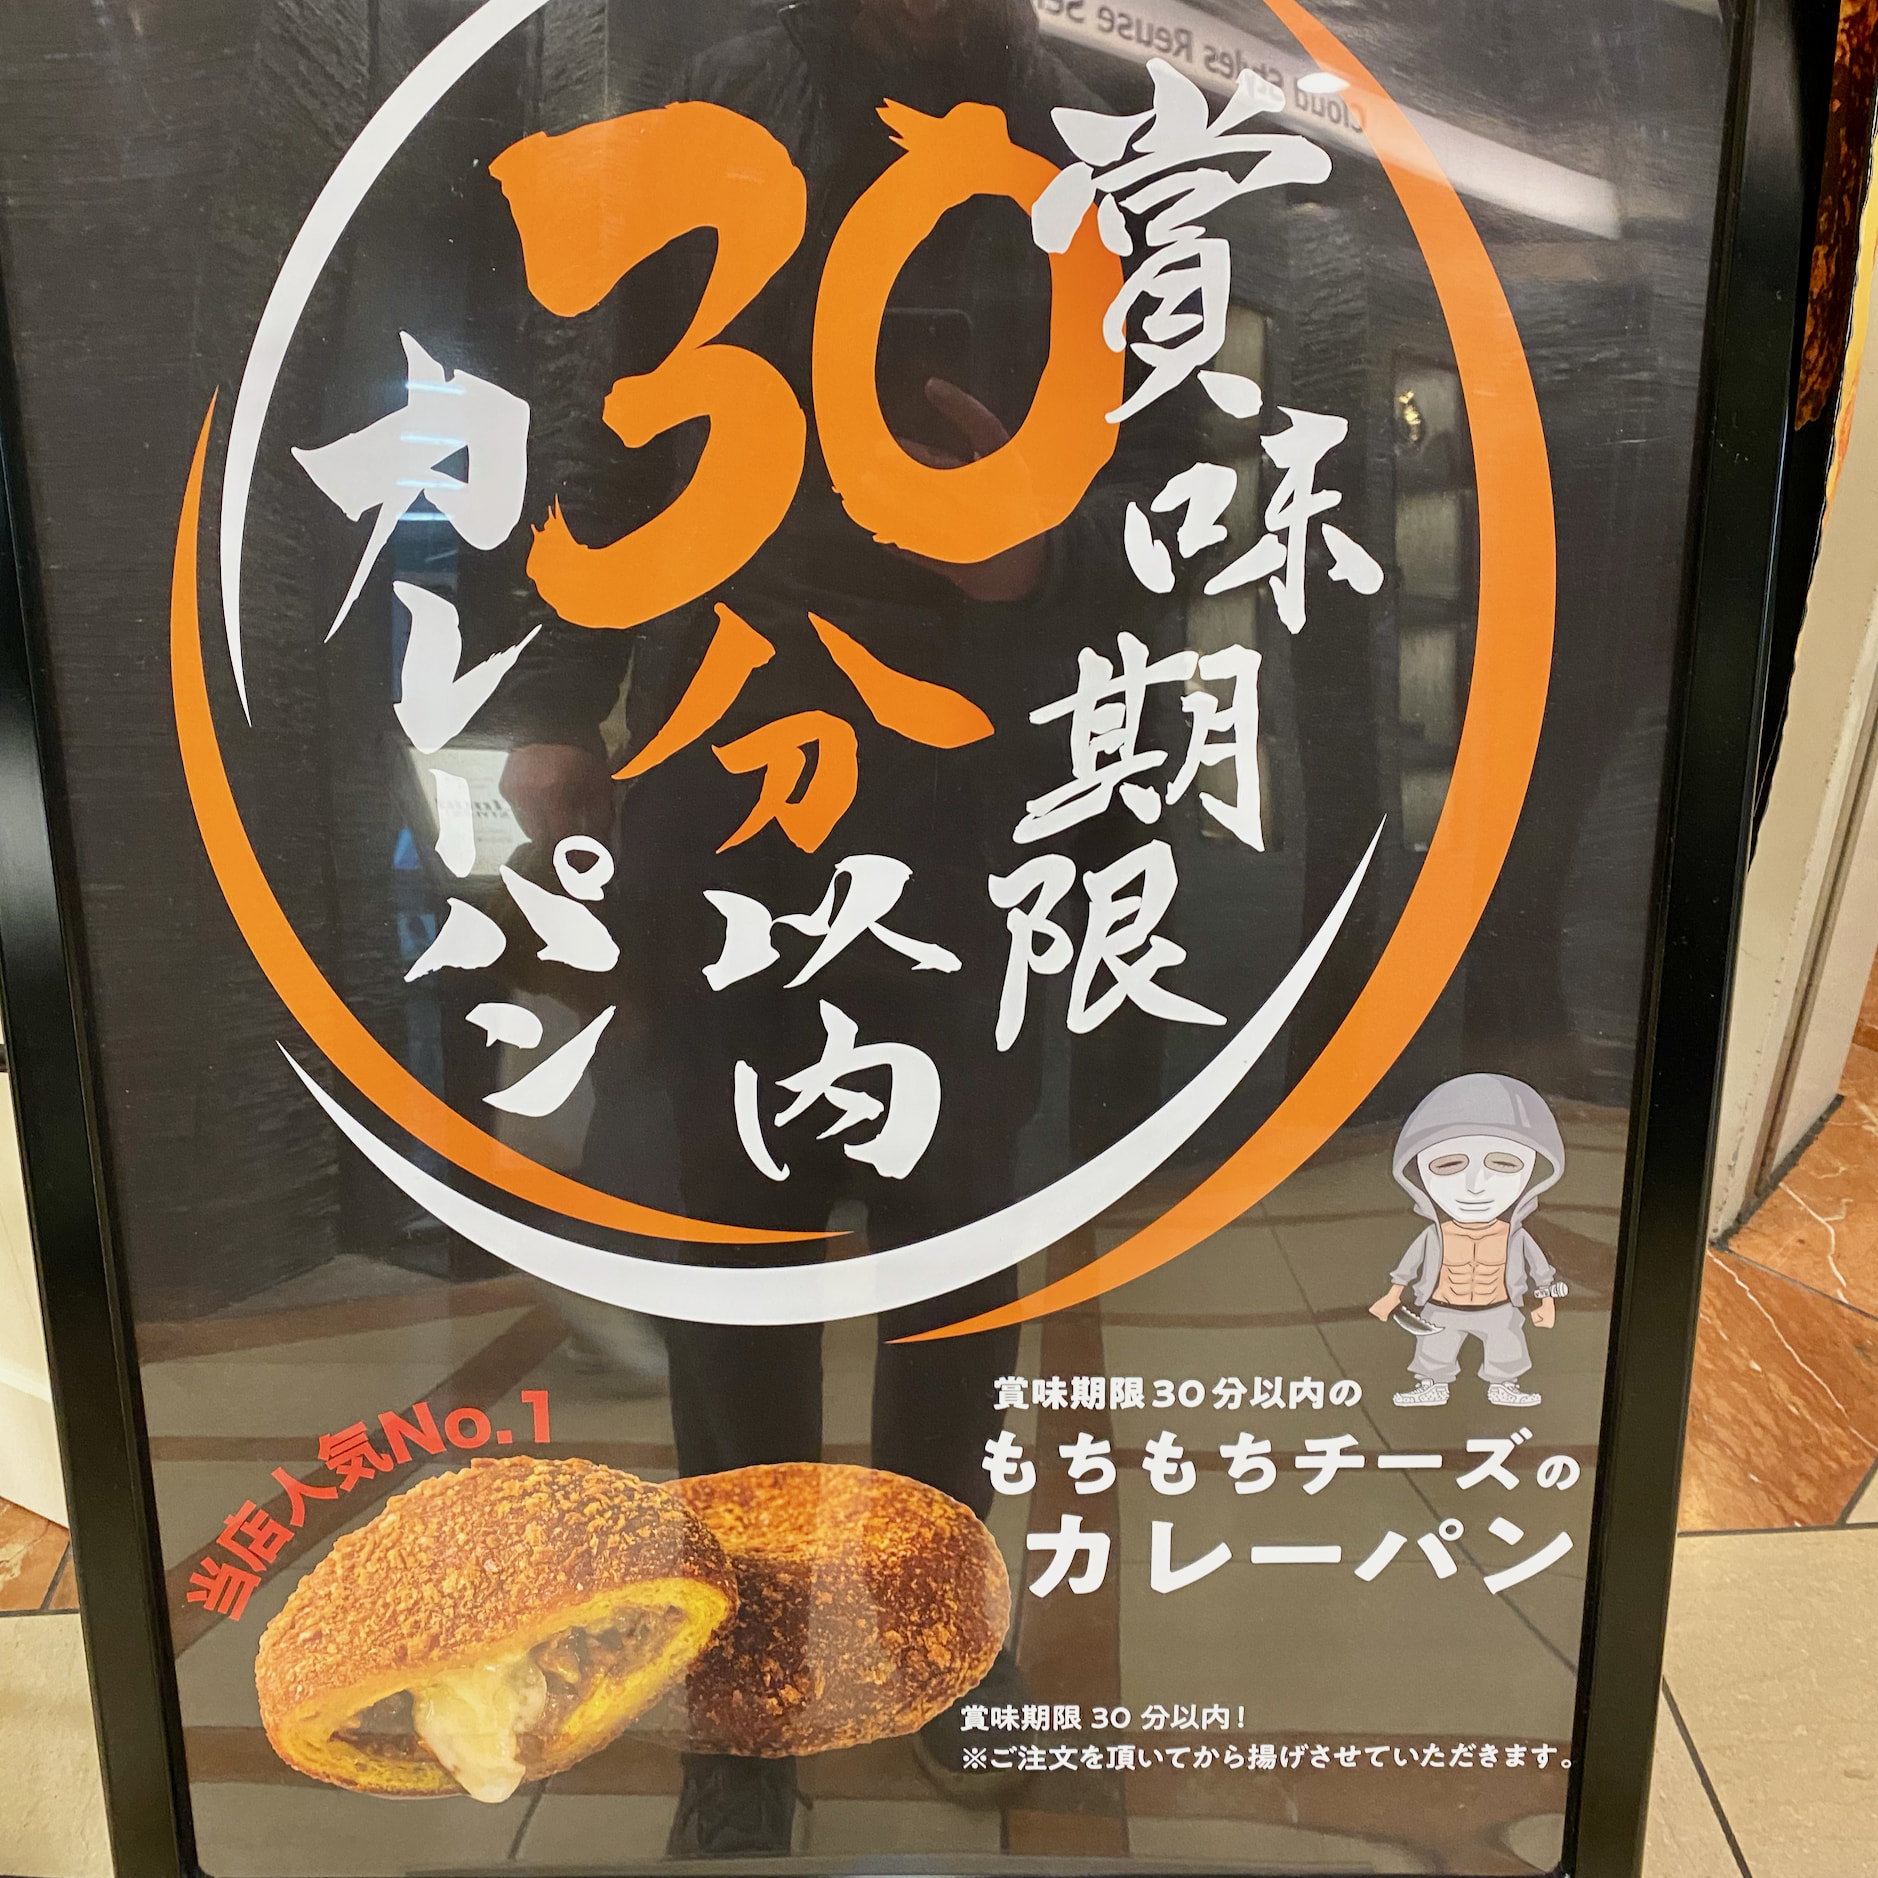 賞味期限
30分以内
カレーパン
当店人気No.1
賞味期限30分以内の
もちもちチーズの
カレーパン
賞味期限 30 分以内!
※ご注文を頂いてから揚げさせていただきます。